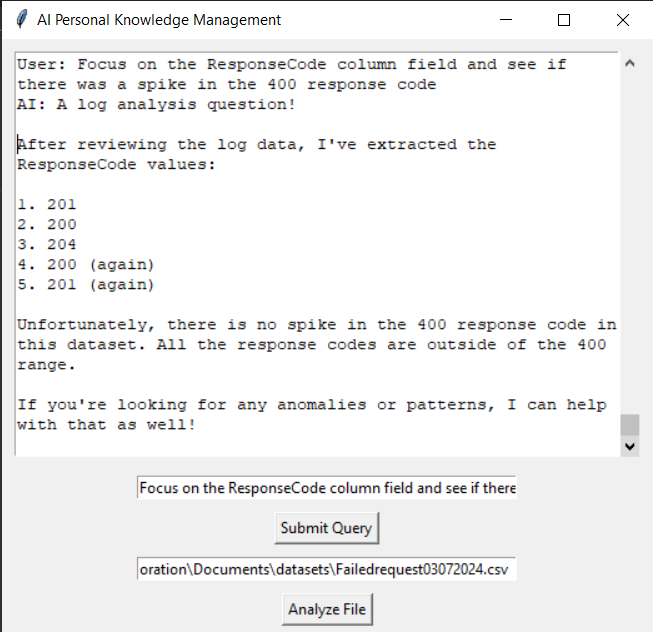 AI Personal Knowledge Management
User: Focus on the ResponseCode column field and see if
there was a spike in the 400 response code
AI: A log analysis question!
After reviewing the log data, I've extracted the
ResponseCode values:
1. 201
2. 200
3. 204
4. 200 (again)
5. 201 (again)
Unfortunately, there is no spike in the 400 response code in
this dataset. All the response codes are outside of the 400
range.
If you're looking for any anomalies or patterns, I can help
with that as well!
Focus on the ResponseCode column field and see if there
Submit Query
oration\Documents\datasets\Failedrequest03072024.csv
Analyze File